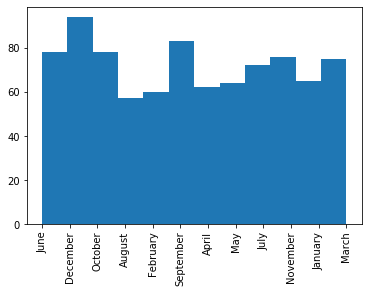 80
60
40
20
0
June
December
October
August
February
September
April
May
July
November
January
March